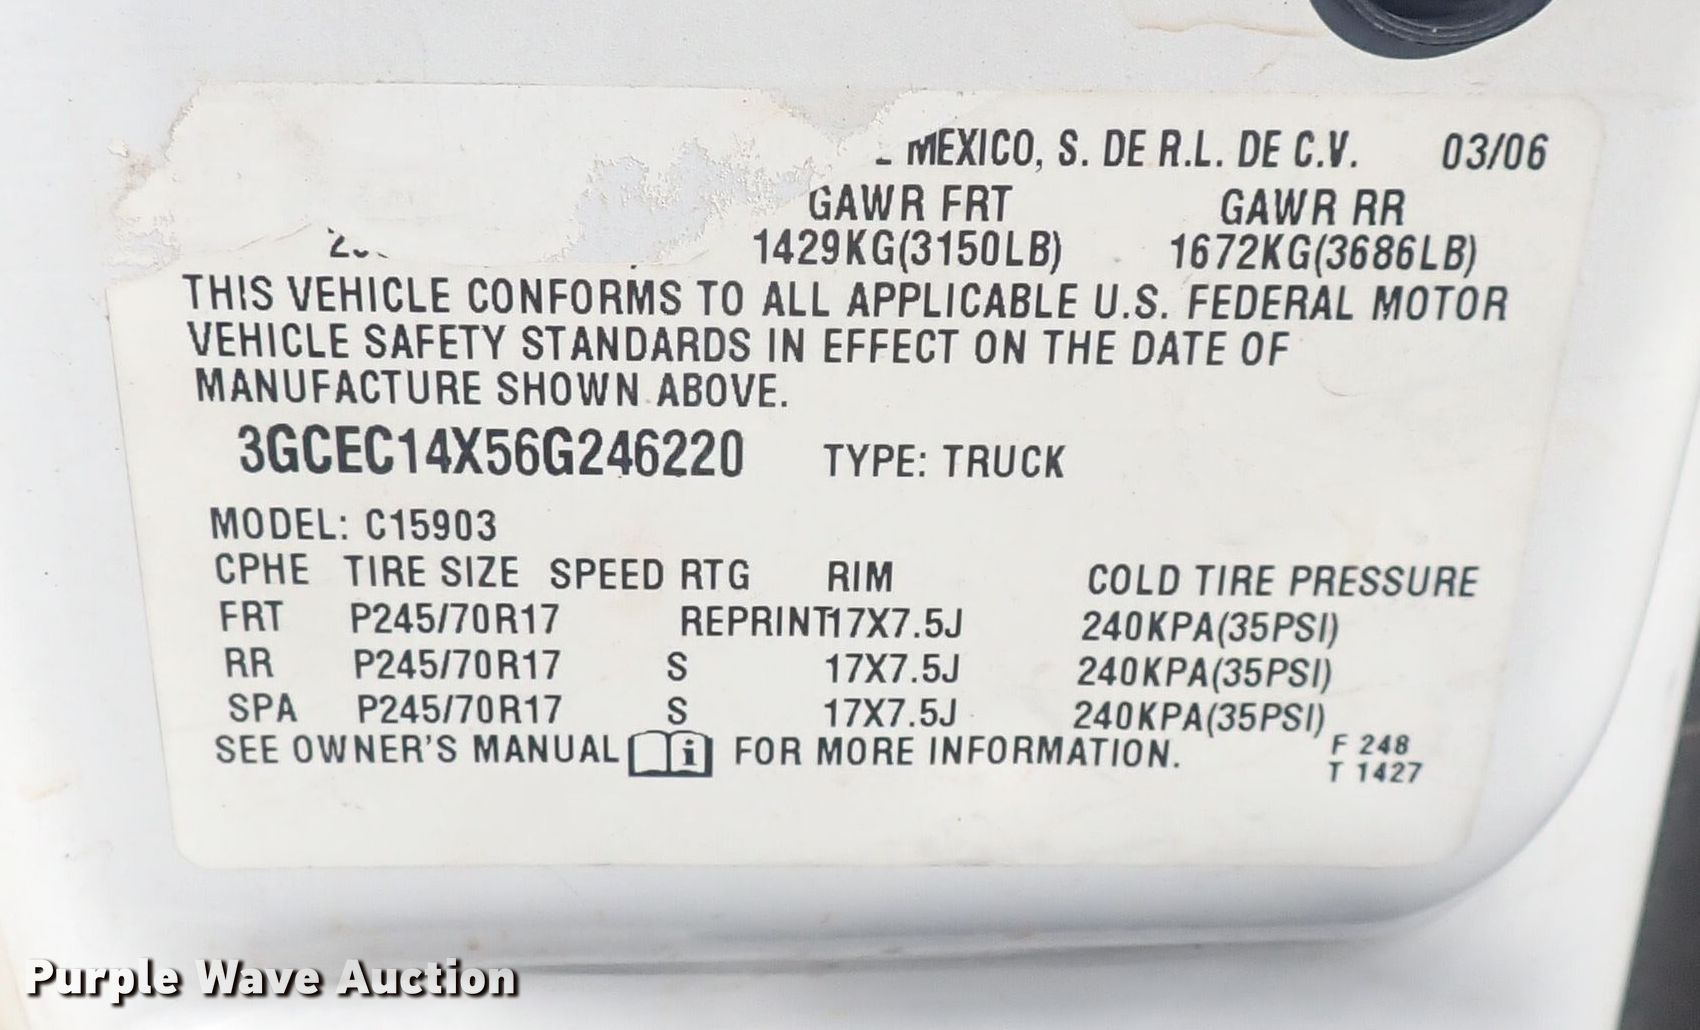 MEXICO, S. DE R.L. DE C.V. 03/06
GAWR FRT GAWR RR
1429KG(3150LB) 1672KG(3686LB)
THIS VEHICLE CONFORMS TO ALL APPLICABLE U.S. FEDERAL MOTOR
VEHICLE SAFETY STANDARDS IN EFFECT ON THE DATE OF
MANUFACTURE SHOWN ABOVE.
3GCEC14X56G246220 TYPE: TRUCK
MODEL: C15903
CPHE TIRE SIZE SPEED RTG RIM COLD TIRE PRESSURE
FRT P245/70R17 REPRINT17X7.5J 240KPA(35PSI)
RR P245/70R17 S 17X7.5J 240KPA(35PSI)
SPA P245/70R17 S 17X7.5J 240KPA(35PSI)
SEE OWNER'S MANUAL i FOR MORE INFORMATION.
F 248
T 1427
Purple Wave Auction